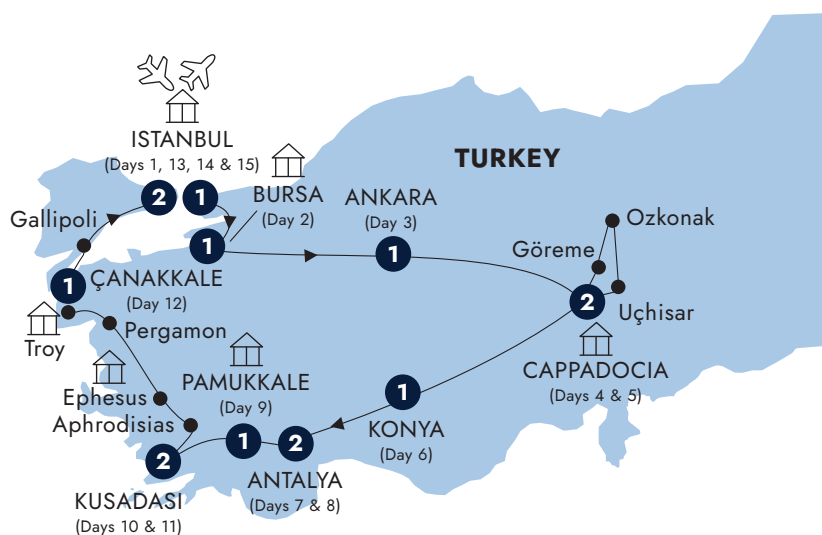 ISTANBUL
(Days 1, 13, 14 & 15)
TURKEY
2
1
BURSA
(Day 2)
ANKARA
(Day 3)
Gallipoli
1
1
Ozkonak
Göreme
1
ÇANAKKALE
(Day 12)
2
Uçhisar
Troy
Pergamon
CAPPADOCIA
(Days 4 & 5)
PAMUKKALE
(Day 9)
Ephesus
Aphrodisias
1
KONYA
(Day 6)
2
1
2
KUSADASI
(Days 10 & 11)
ANTALYA
(Days 7 & 8)